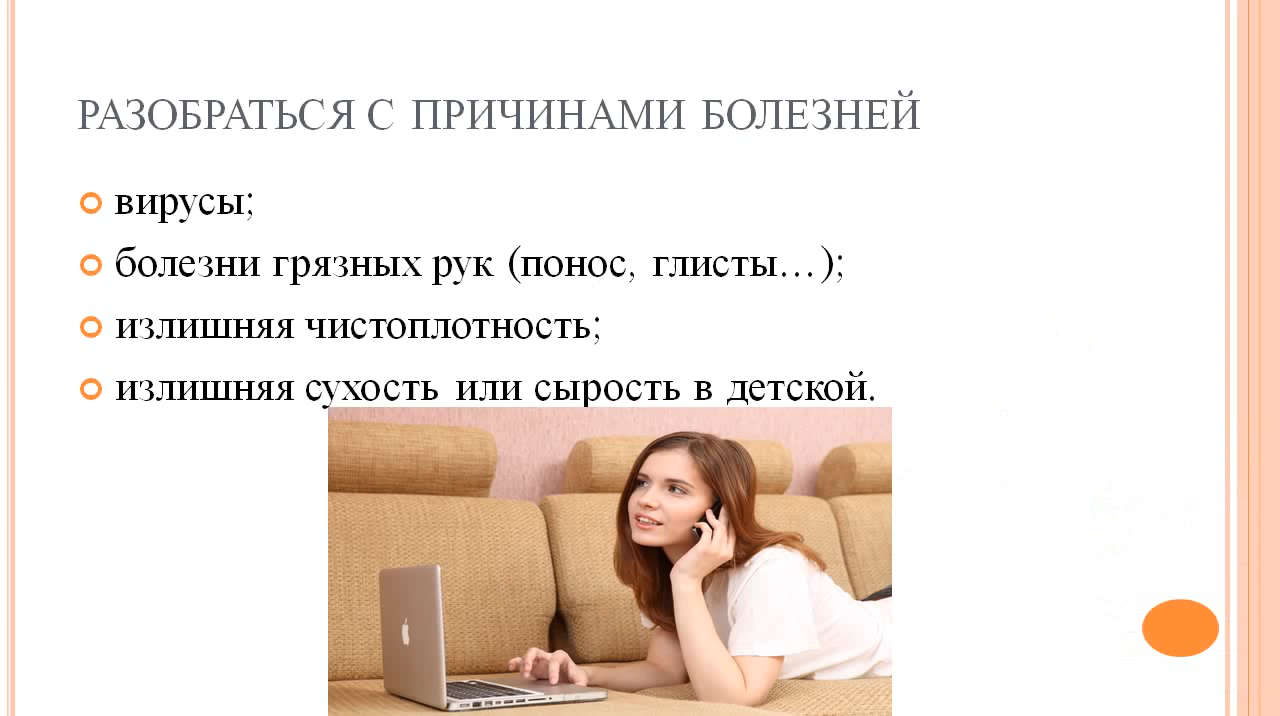 РАЗОБРАТЬСЯ С ПРИЧИНАМИ БОЛЕЗНЕЙ
вирусы;
болезни грязных рук (понос, глисты…);
излишняя чистоплотность;
излишняя сухость или сырость в детской.